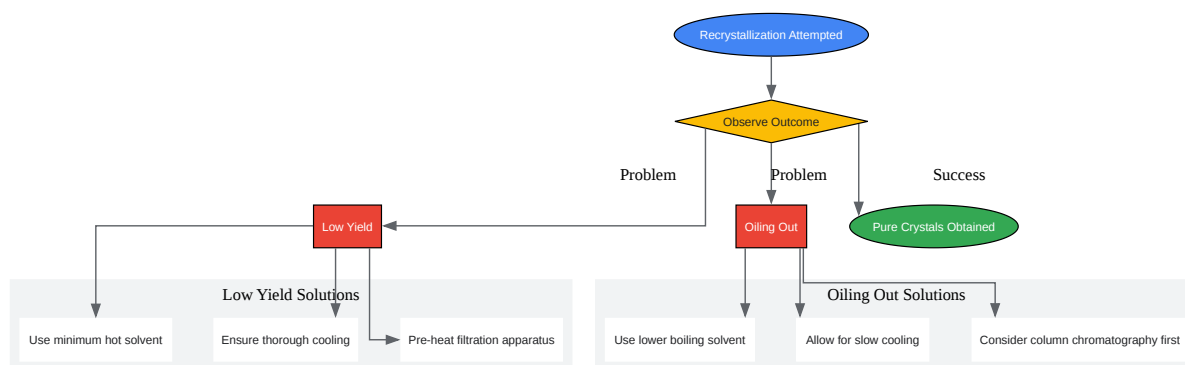 Recrystallization Attempted
Observe Outcome
Problem
Problem
Success
Low Yield
Oiling Out
Pure Crystals Obtained
Low Yield Solutions
Oiling Out Solutions
Use minimum hot solvent
Ensure thorough cooling
Pre-heat filtration apparatus
Use lower boiling solvent
Allow for slow cooling
Consider column chromatography first